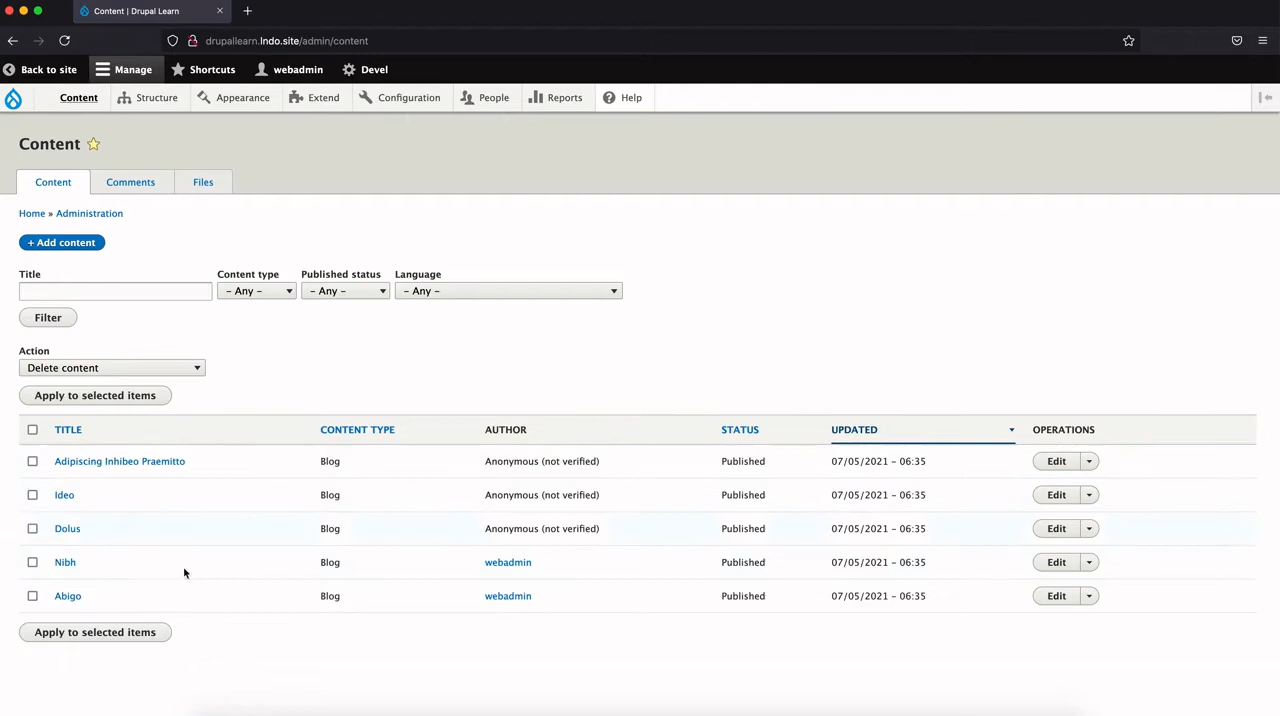 Content | Drupal Learn
drupallearn.lndo.site/admin/content
Back to site Manage Shortcuts webadmin Devel
Content Structure Appearance Extend Configuration People Reports Help
Content
Content Comments Files
Home » Administration
+ Add content
Title Content type Published status Language
- Any - - Any - - Any -
Filter
Action
Delete content
Apply to selected items
TITLE CONTENT TYPE AUTHOR STATUS UPDATED OPERATIONS
Adipiscing Inhibeo Praemitto Blog Anonymous (not verified) Published 07/05/2021 - 06:35 Edit
Ideo Blog Anonymous (not verified) Published 07/05/2021 - 06:35 Edit
Dolus Blog Anonymous (not verified) Published 07/05/2021 - 06:35 Edit
Nibh Blog webadmin Published 07/05/2021 - 06:35 Edit
Abigo Blog webadmin Published 07/05/2021 - 06:35 Edit
Apply to selected items